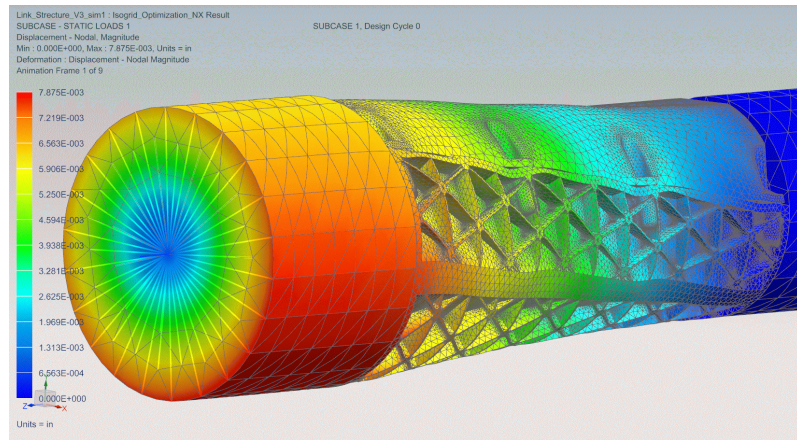 Link_Strecture_V3_sim1 : Isogrid_Optimization_NX Result
SUBCASE - STATIC LOADS 1
SUBCASE 1, Design Cycle 0
Displacement - Nodal, Magnitude
Min : 0.000E+000, Max : 7.875E-003, Units = in
Deformation : Displacement - Nodal Magnitude
Animation Frame 1 of 9
7.875E-003
7.219E-003
6.563E-003
5.906E-003
5.250E-003
4.594E-003
3.938E-003
3.281E-003
2.625E-003
1.969E-003
1.313E-003
6.563E-004
0.000E+000
Z X
Units = in